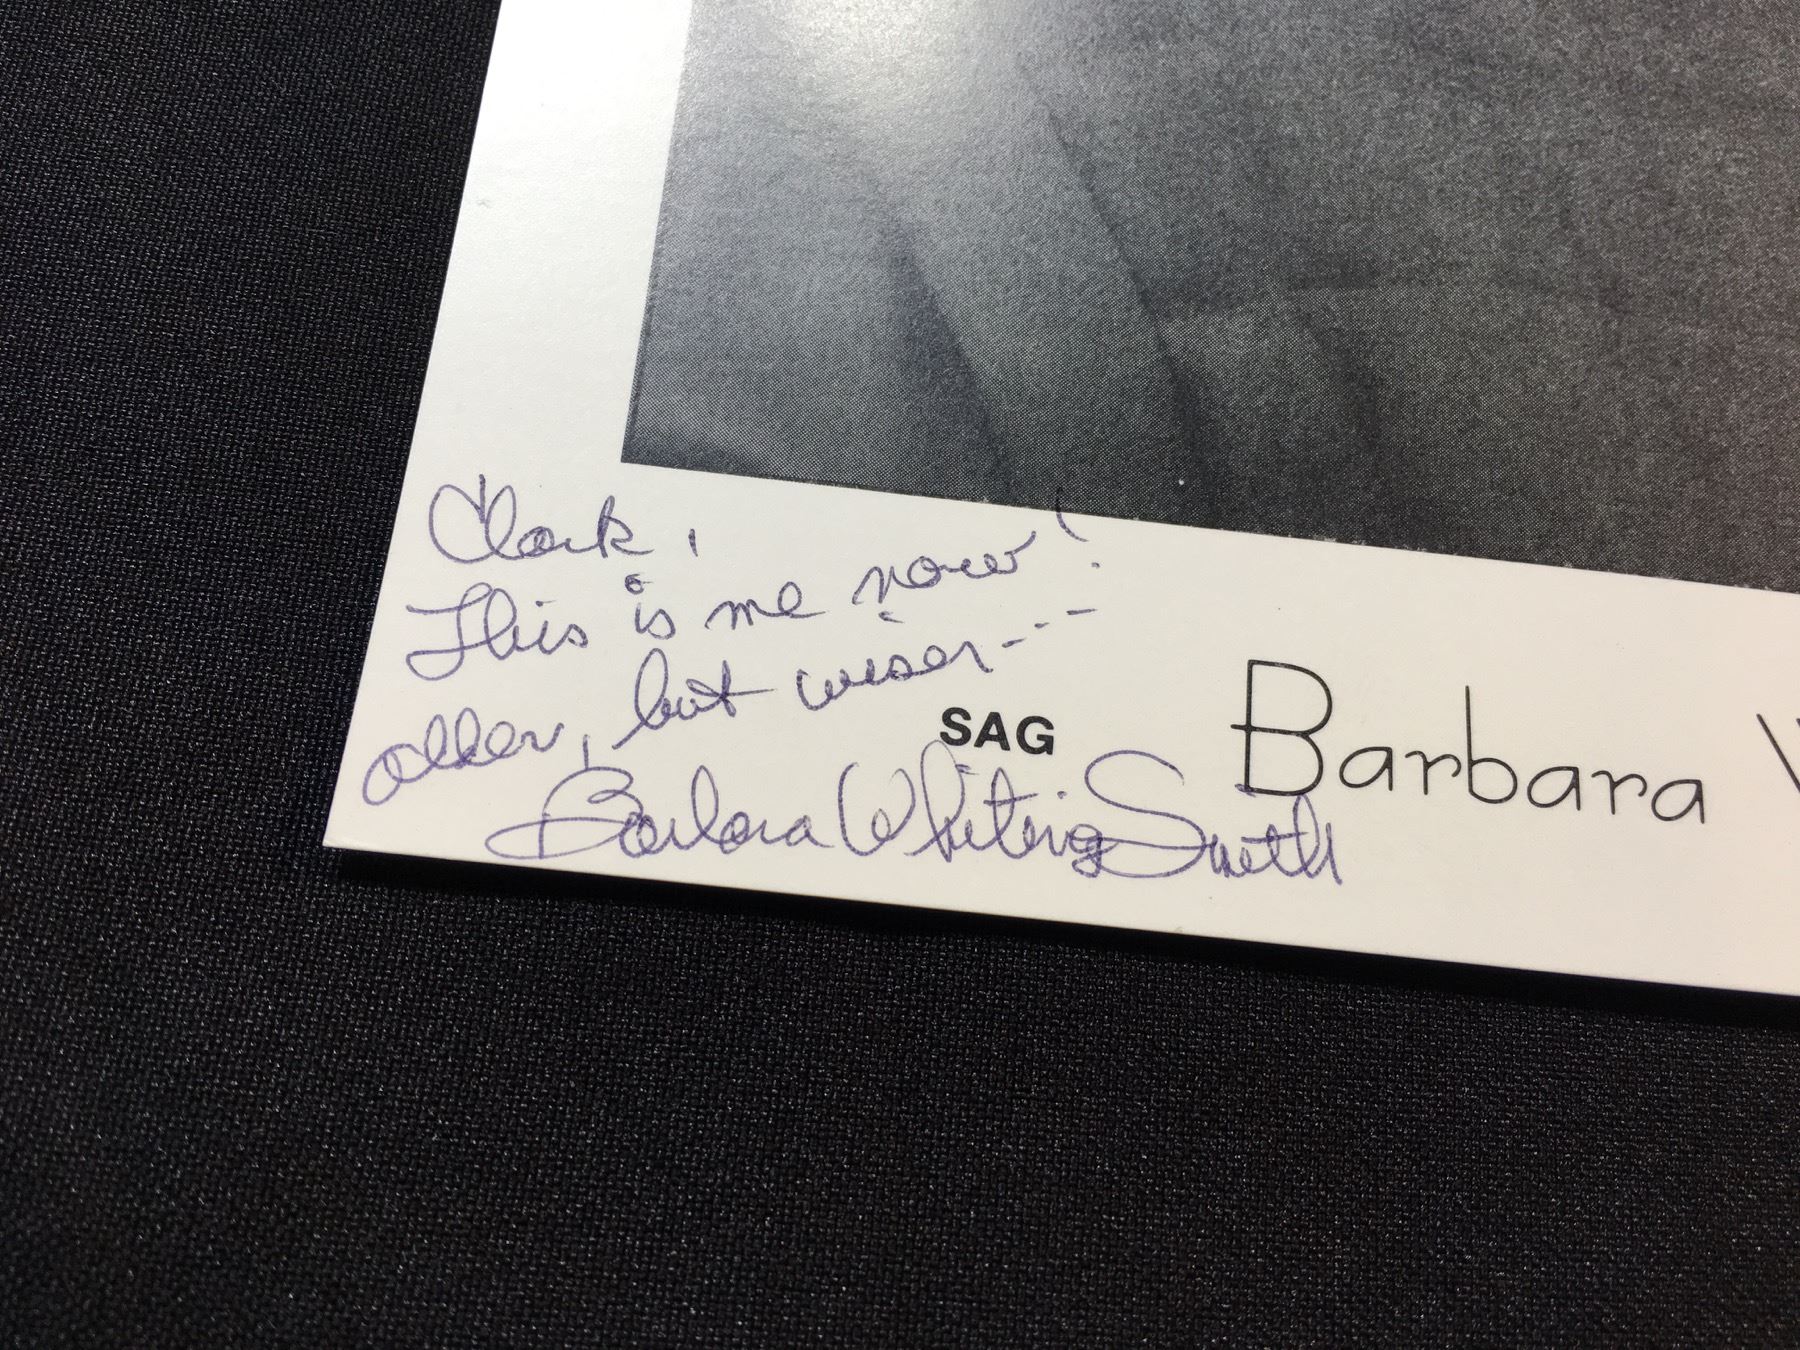 Clark,
This is me now!
older, but wiser----
SAG
Barbara
Barbara Whiting Smith